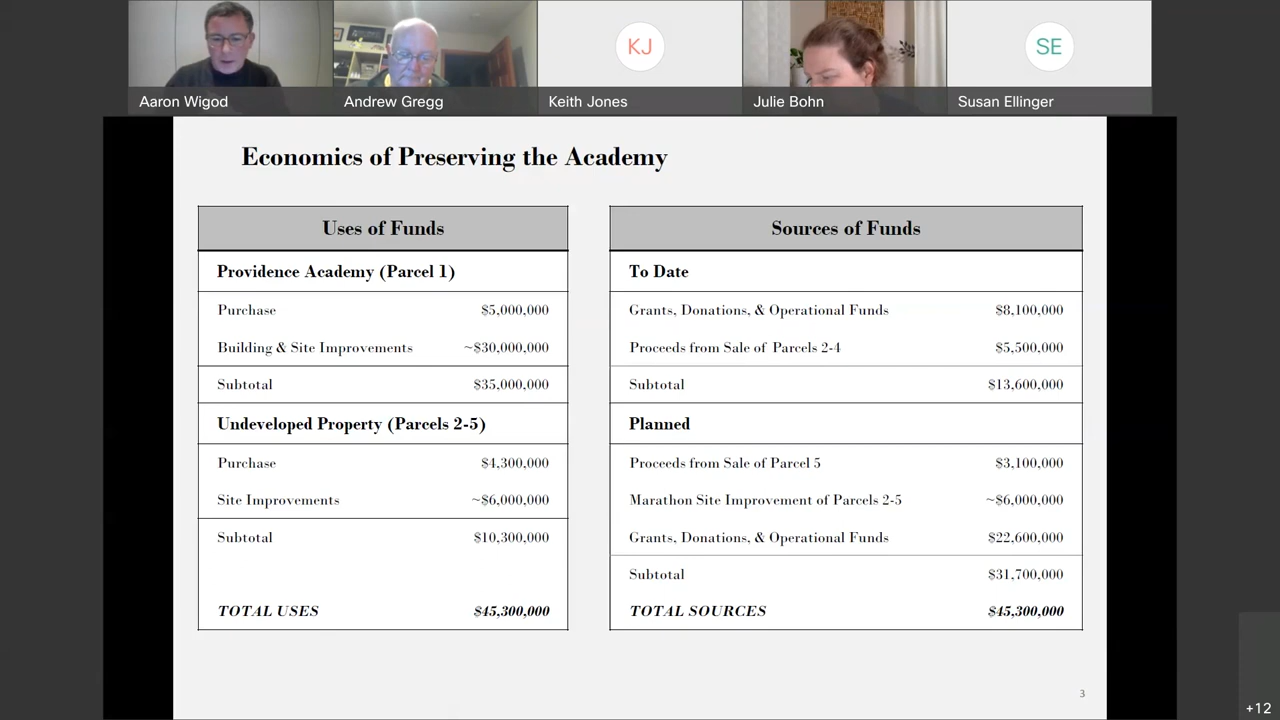 KJ
SE
Aaron Wigod
Andrew Gregg
Keith Jones
Julie Bohn
Susan Ellinger
Economics of Preserving the Academy
Uses of Funds
Providence Academy (Parcel 1)
Purchase $5,000,000
Building & Site Improvements ~$30,000,000
Subtotal $35,000,000
Undeveloped Property (Parcels 2-5)
Purchase $4,300,000
Site Improvements ~$6,000,000
Subtotal $10,300,000
TOTAL USES $45,300,000
Sources of Funds
To Date
Grants, Donations, & Operational Funds $8,100,000
Proceeds from Sale of Parcels 2-4 $5,500,000
Subtotal $13,600,000
Planned
Proceeds from Sale of Parcel 5 $3,100,000
Marathon Site Improvement of Parcels 2-5 ~$6,000,000
Grants, Donations, & Operational Funds $22,600,000
Subtotal $31,700,000
TOTAL SOURCES $45,300,000
3
+12